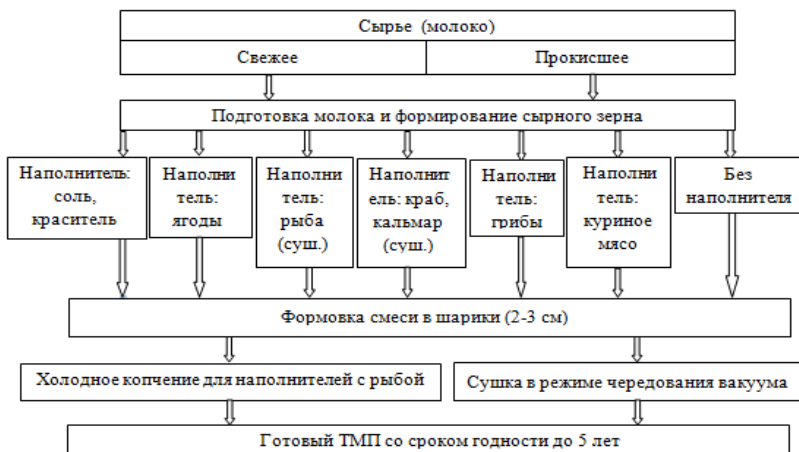 Сырье (молоко)
Свежее
Прокисшее
Подготовка молока и формирование сырного зерна
Наполнитель:
соль,
краситель
Наполни
тель:
ягоды
Наполни
тель:
рыба
(суш.)
Наполнит
ель: краб,
кальмар
(суш.)
Наполни
тель:
грибы
Наполни
тель:
куриное
мясо
Без
наполнителя
Формовка смеси в шарики (2-3 см)
Холодное копчение для наполнителей с рыбой
Сушка в режиме чередования вакуума
Готовый ТМП со сроком годности до 5 лет